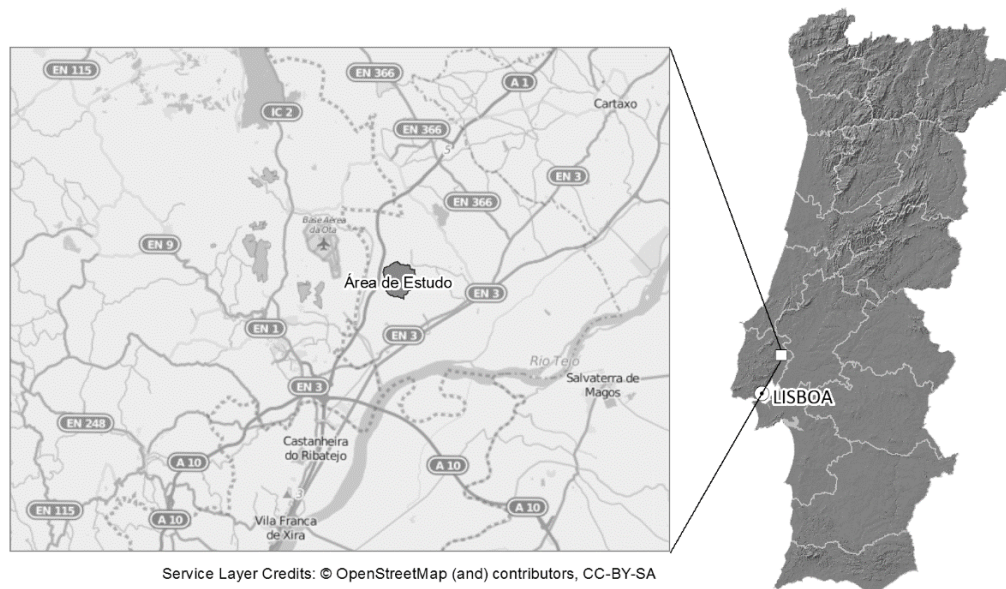 EN 115
EN 366
A 1
IC 2
Cartaxo
EN 366
5
EN 3
EN 366
Base Aérea
da Ota
EN 9
Área de Estudo
EN 3
EN 1
EN 3
Rio Tejo
EN 3
Salvaterra de
Magos
LISBOA
EN 248
Castanheira
do Ribatejo
A 10
A 10
3
EN 115
A 10
A 10
Vila Franca
de Xira
Service Layer Credits: © OpenStreetMap (and) contributors, CC-BY-SA